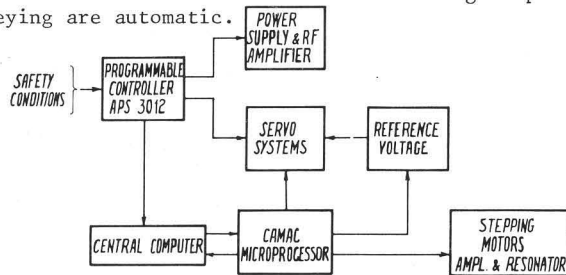 eying are automatic.
POWER
SUPPLY & RF
AMPLIFIER
SAFETY
CONDITIONS
PROGRAMMABLE
CONTROLLER
APS 3012
SERVO
SYSTEMS
REFERENCE
VOLTAGE
CENTRAL COMPUTER
CAMAC
MICROPROCESSOR
STEPPING
MOTORS
AMPL. & RESONATOR